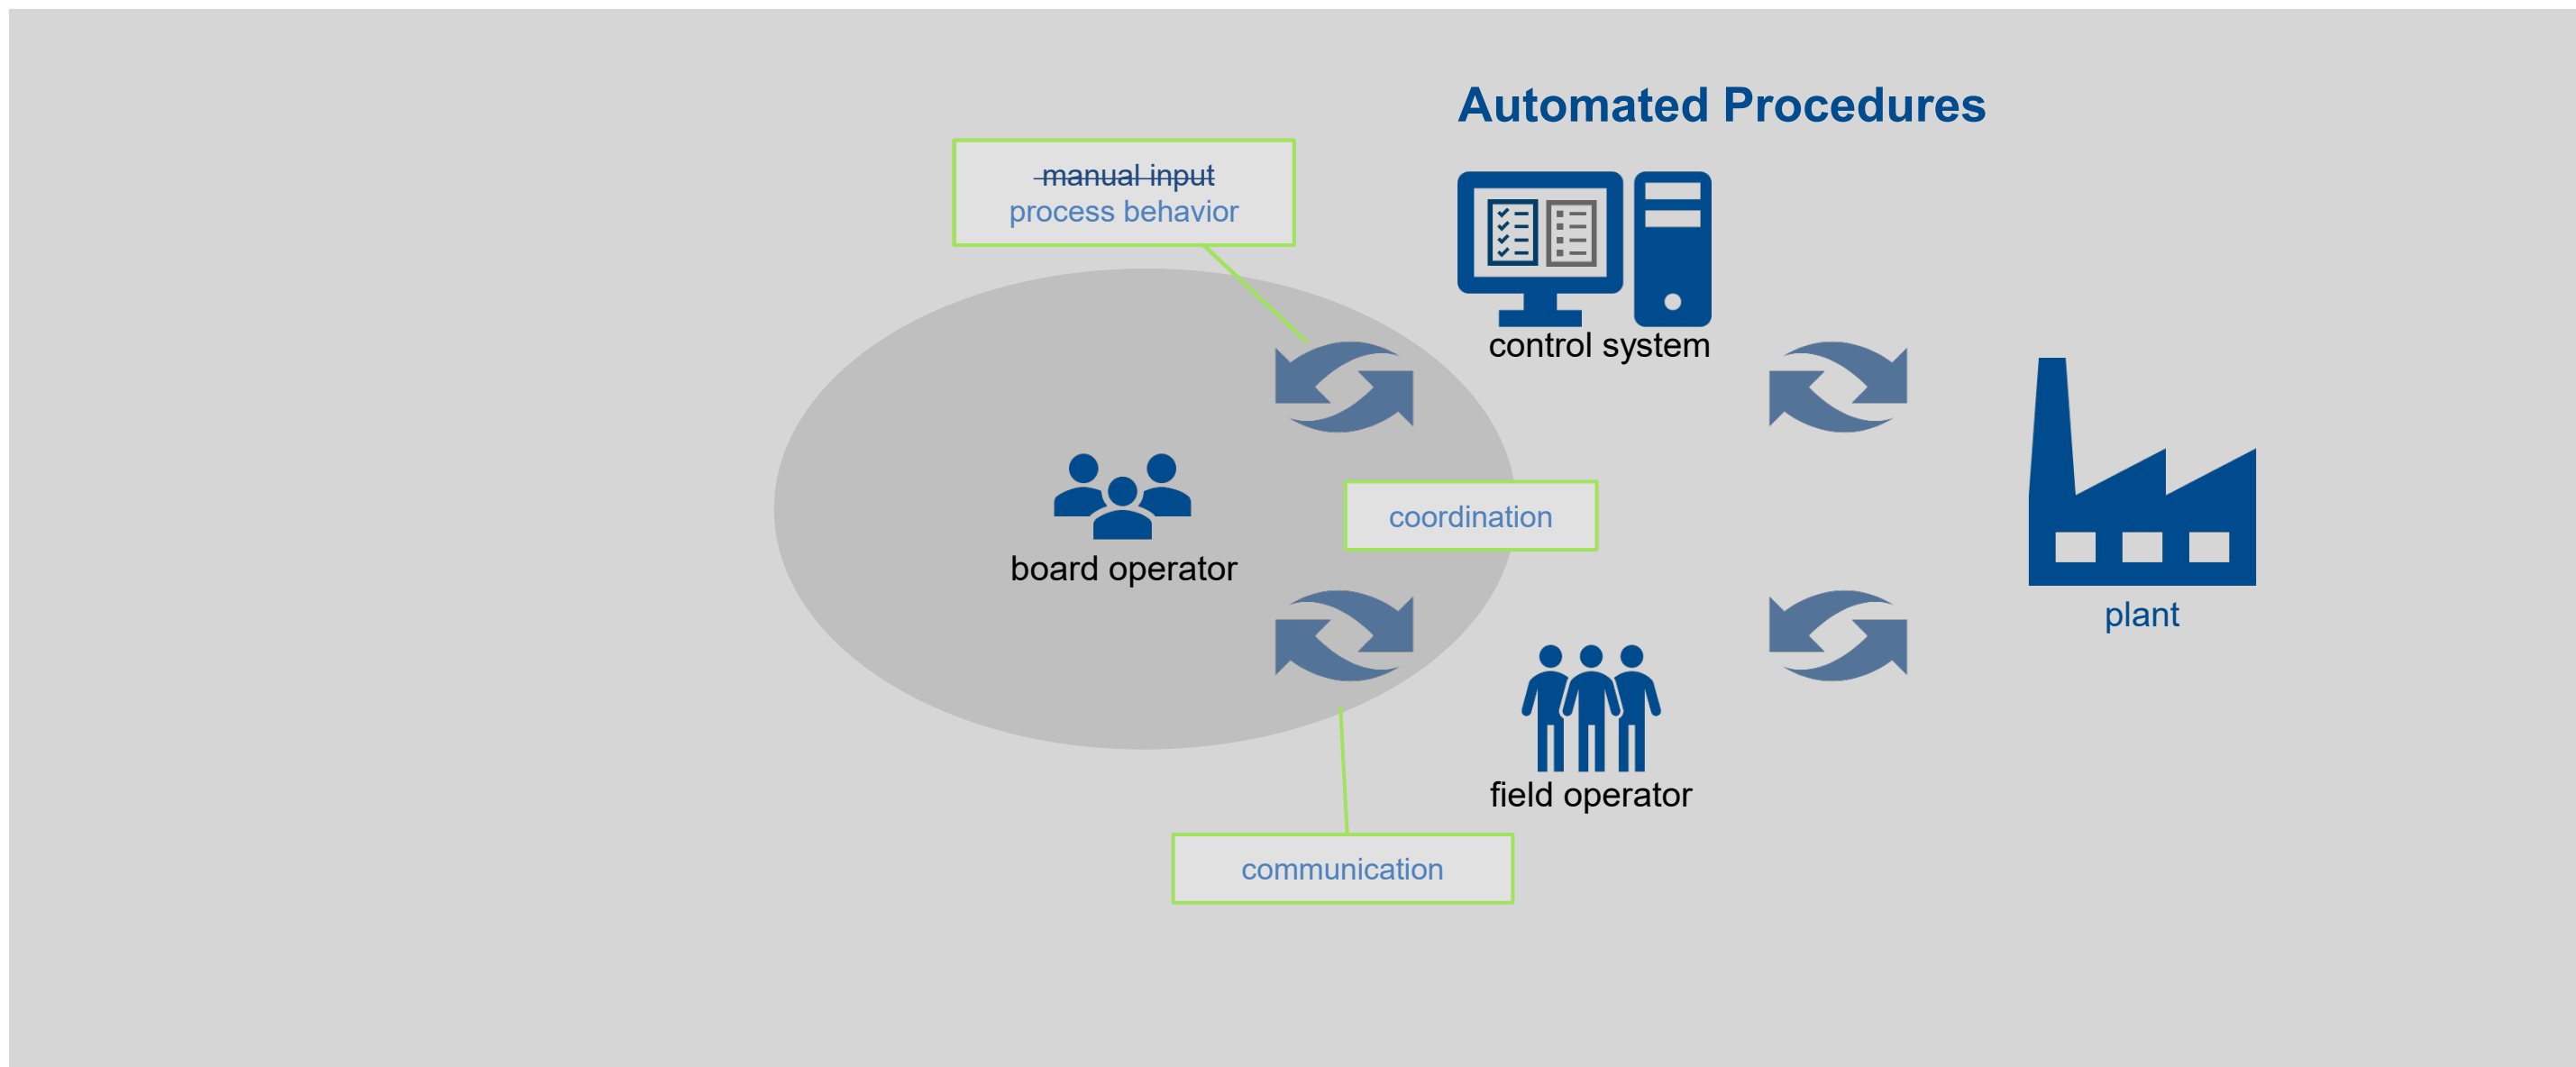 Automated Procedures
manual input
process behavior
control system
coordination
board operator
plant
field operator
communication